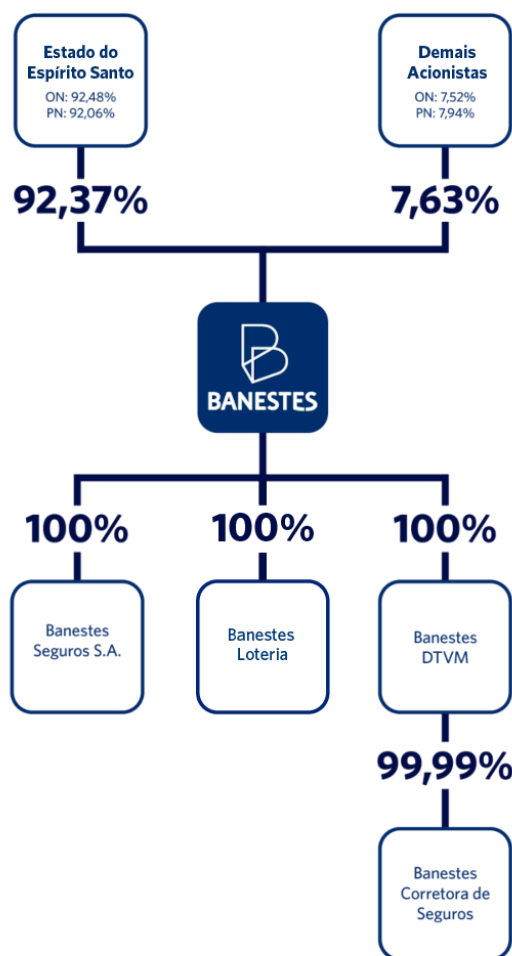 Estado do
Espírito Santo
ON: 92,48%
PN: 92,06%
Demais
Acionistas
ON: 7,52%
PN: 7,94%
92,37%
7,63%
BANESTES
100%
100%
100%
Banestes
Seguros S.A.
Banestes
Loteria
Banestes
DTVM
99,99%
Banestes
Corretora de
Seguros